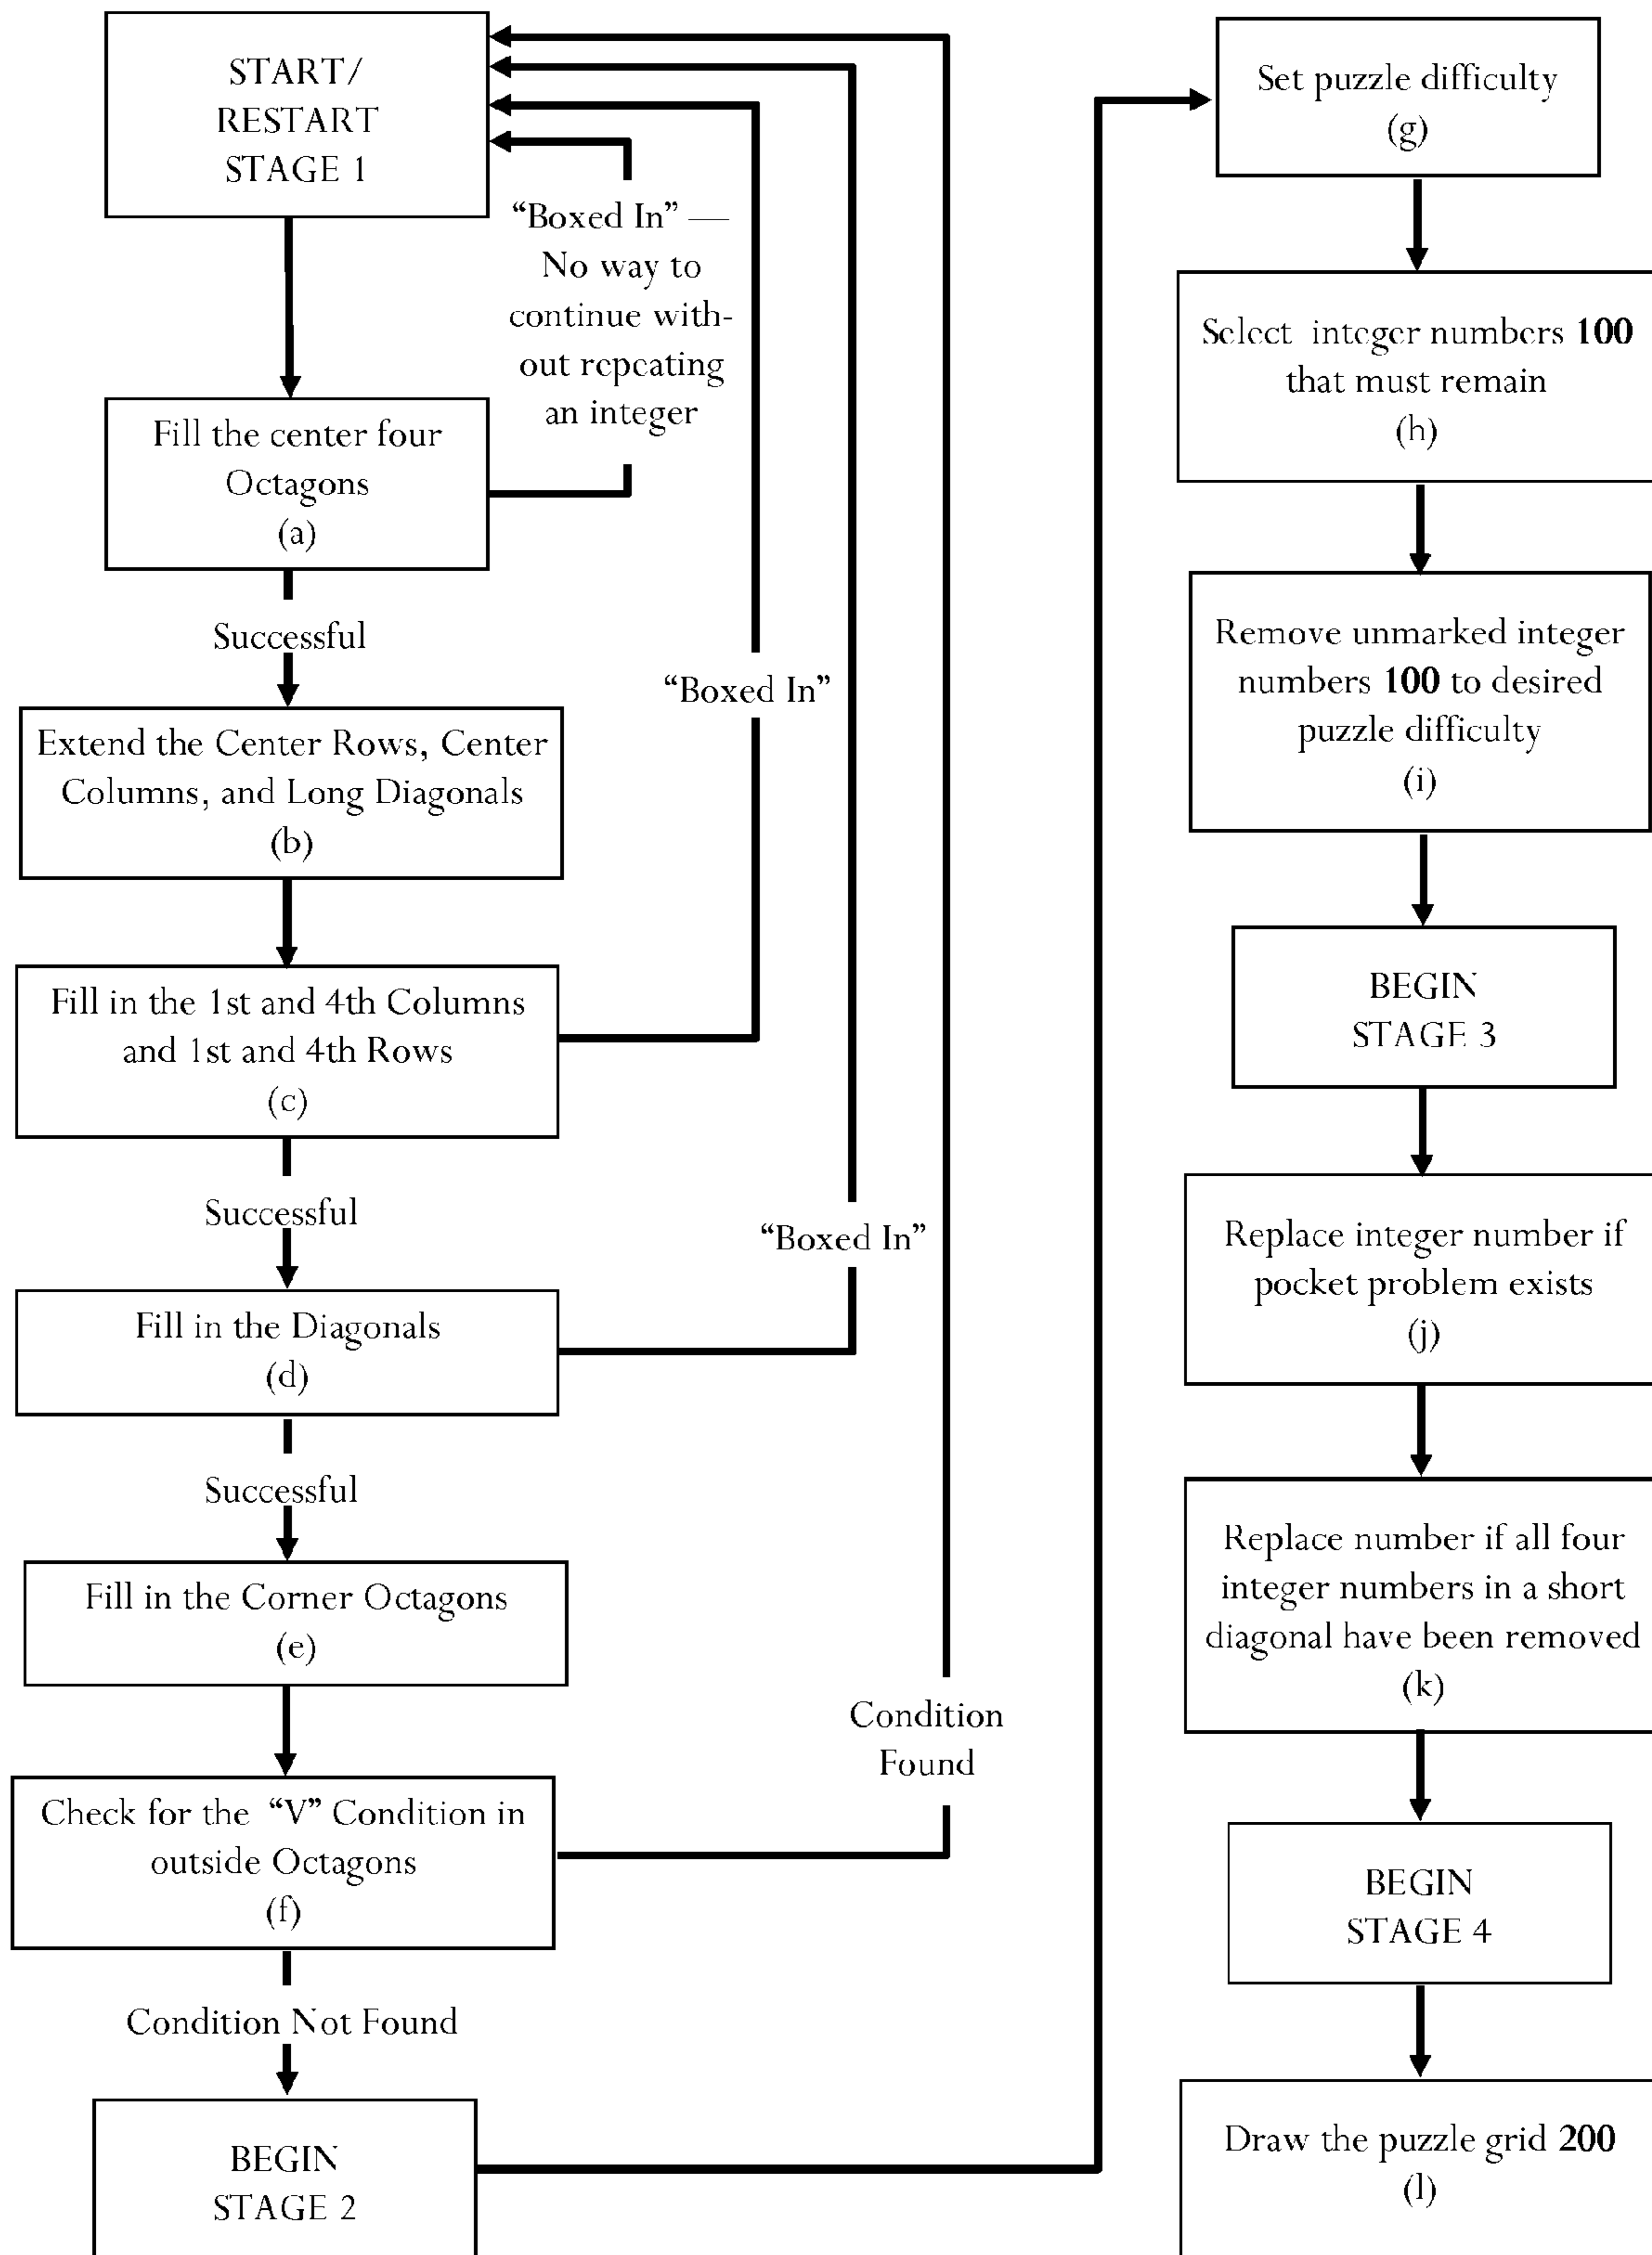 START/
RESTART
STAGE 1
“Boxed In” —
No way to
continue with-
out repeating
an integer
Fill the center four
Octagons
(a)
Successful
“Boxed In”
Extend the Center Rows, Center
Columns, and Long Diagonals
(b)
Fill in the 1st and 4th Columns
and 1st and 4th Rows
(c)
Successful
“Boxed In”
Fill in the Diagonals
(d)
Successful
Fill in the Corner Octagons
(e)
Condition
Found
Check for the “V” Condition in
outside Octagons
(f)
Condition Not Found
BEGIN
STAGE 2
Set puzzle difficulty
(g)
Select integer numbers 100
that must remain
(h)
Remove unmarked integer
numbers 100 to desired
puzzle difficulty
(i)
BEGIN
STAGE 3
Replace integer number if
pocket problem exists
(j)
Replace number if all four
integer numbers in a short
diagonal have been removed
(k)
BEGIN
STAGE 4
Draw the puzzle grid 200
(l)